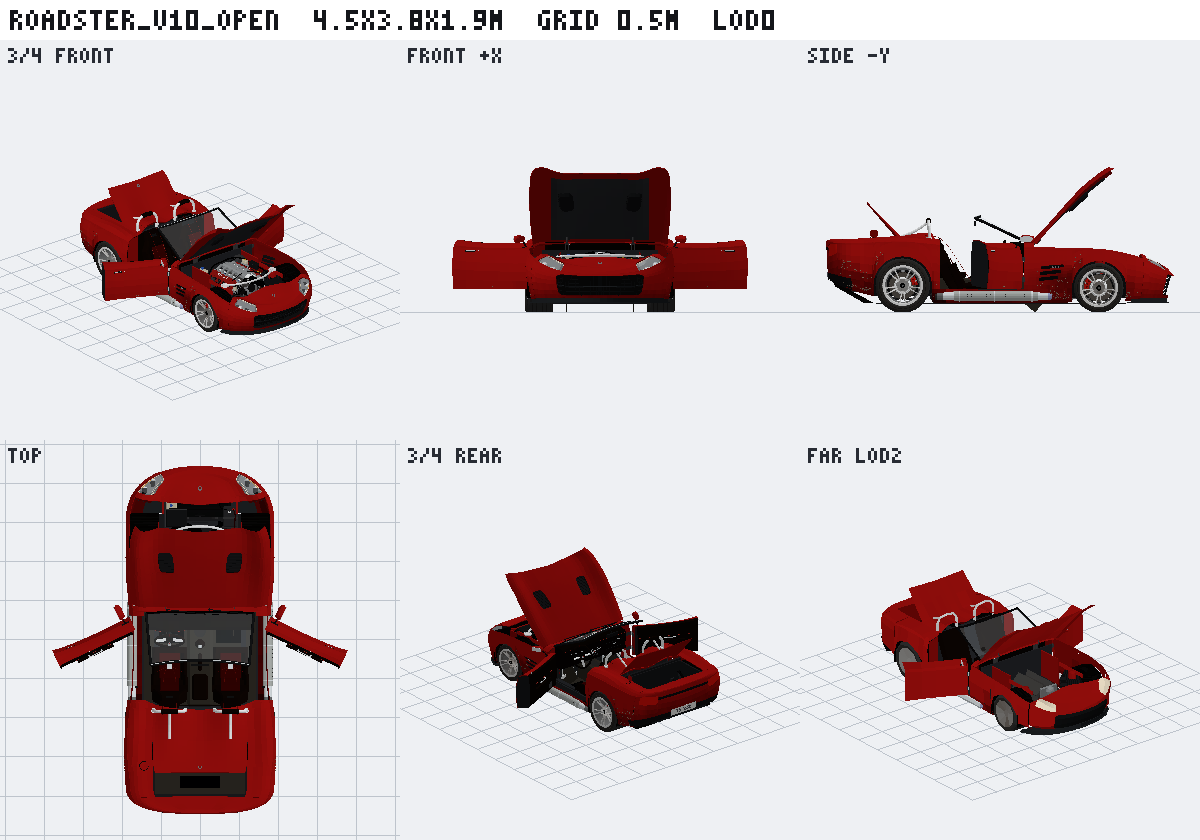 ROADSTER_V10_OPEN 4.5X3.8X1.9M GRID 0.5M LOD0
3/4 FRONT
FRONT +X
SIDE -Y
TOP
3/4 REAR
FAR LOD2